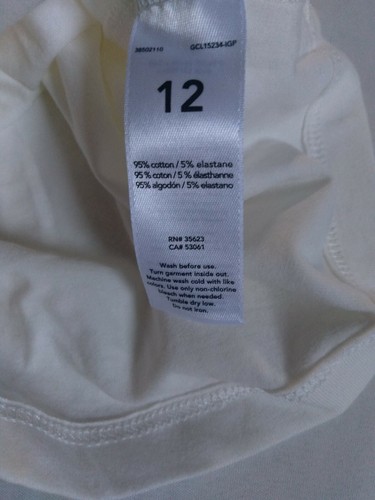 GCL15234-IGF
12
95% cotton / 5% elastane
95 % coton / 5 % élasthanne
95% algodón / 5% elastano
RN# 35623
CA# 53061
Wash before use.
Turn garment inside out.
Machine wash cold with like
colors. Use only non-chlorine
bleach when needed.
Tumble dry low.
Do not iron.